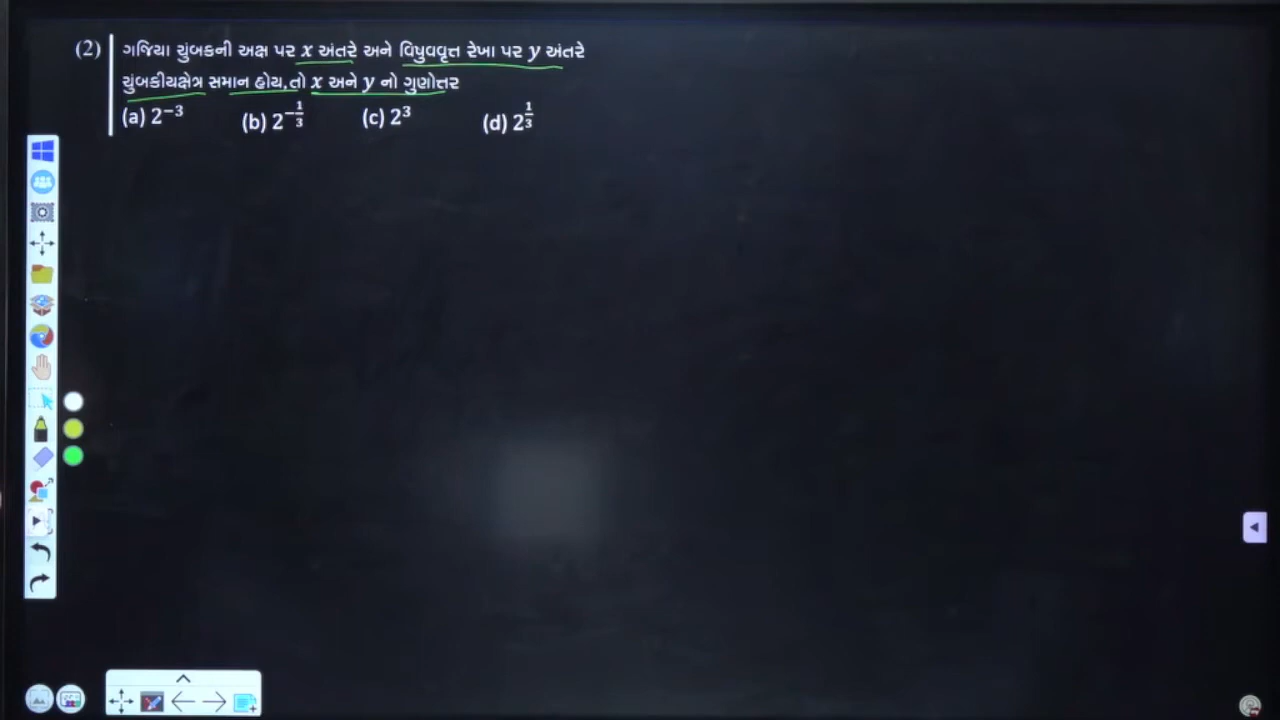 (2) ગજિયા ચુંબકની અક્ષ પર x અંતરે અને વિષુવવૃત્ત રેખા પર y અંતરે
ચુંબકીયક્ષેત્ર સમાન હોય,તો x અને y નો ગુણોત્તર
(a) 2⁻³ (b) 2^{-1/3} (c) 2³ (d) 2^{1/3}